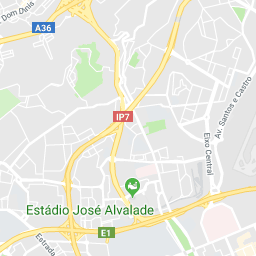 Dom Dinis
A36
IP7
Av. Santos e Castro
Eixo Central
Estádio José Alvalade
E1
Estrada